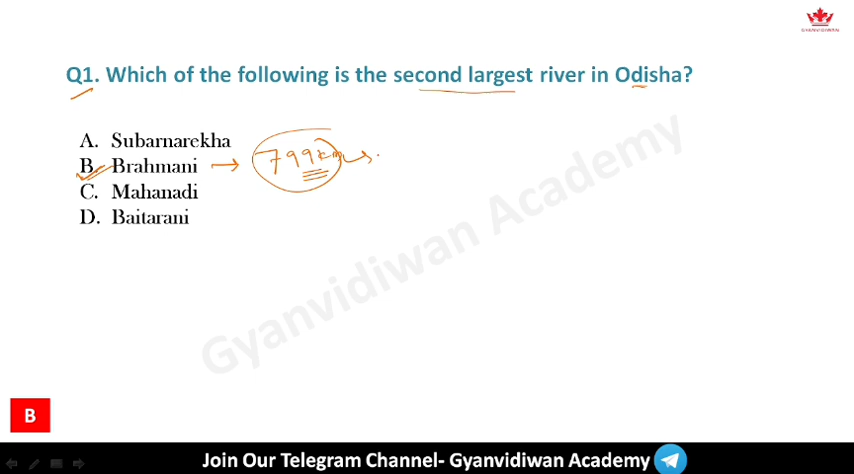 GYANVIDIWAN
Q1. Which of the following is the second largest river in Odisha?
A. Subarnarekha
B. Brahmani → 799km
C. Mahanadi
D. Baitarani
Gyanvidiwan Academy
B
Join Our Telegram Channel- Gyanvidiwan Academy